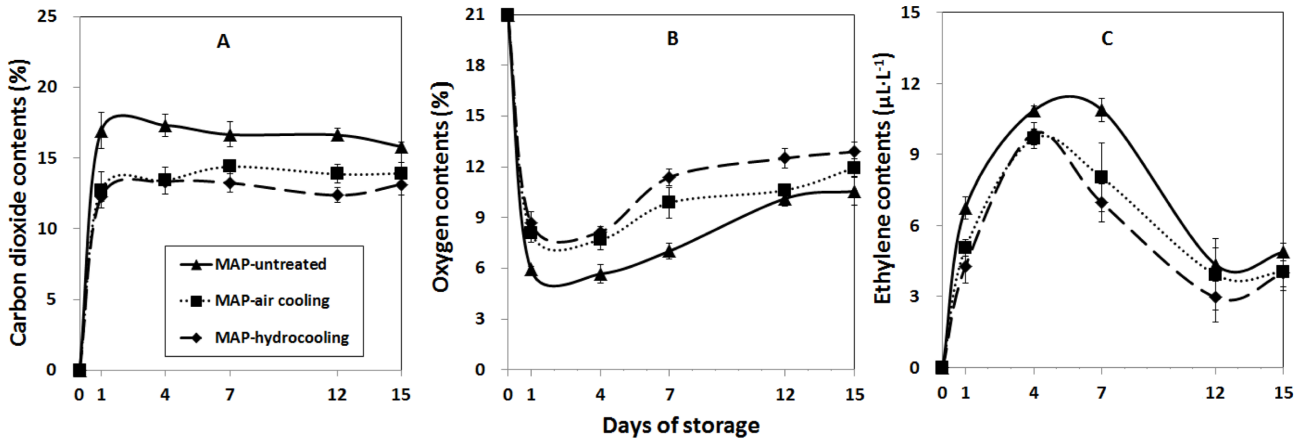 A
Carbon dioxide contents (%)
25
20
15
10
5
0
MAP-untreated
MAP-air cooling
MAP-hydrocooling
0 1 4 7 12 15
B
Oxygen contents (%)
21
18
15
12
9
6
3
0
0 1 4 7 12 15
Days of storage
C
Ethylene contents (µL·L⁻¹)
15
12
9
6
3
0
0 1 4 7 12 15